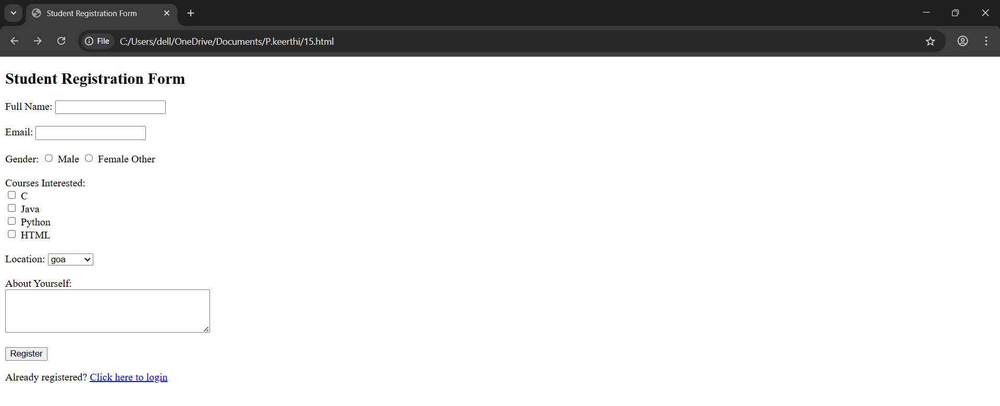 Student Registration Form
File C:/Users/dell/OneDrive/Documents/P.keerthi/15.html
Student Registration Form
Full Name:
Email:
Gender: Male Female Other
Courses Interested:
C
Java
Python
HTML
Location: goa
About Yourself:
Register
Already registered? Click here to login